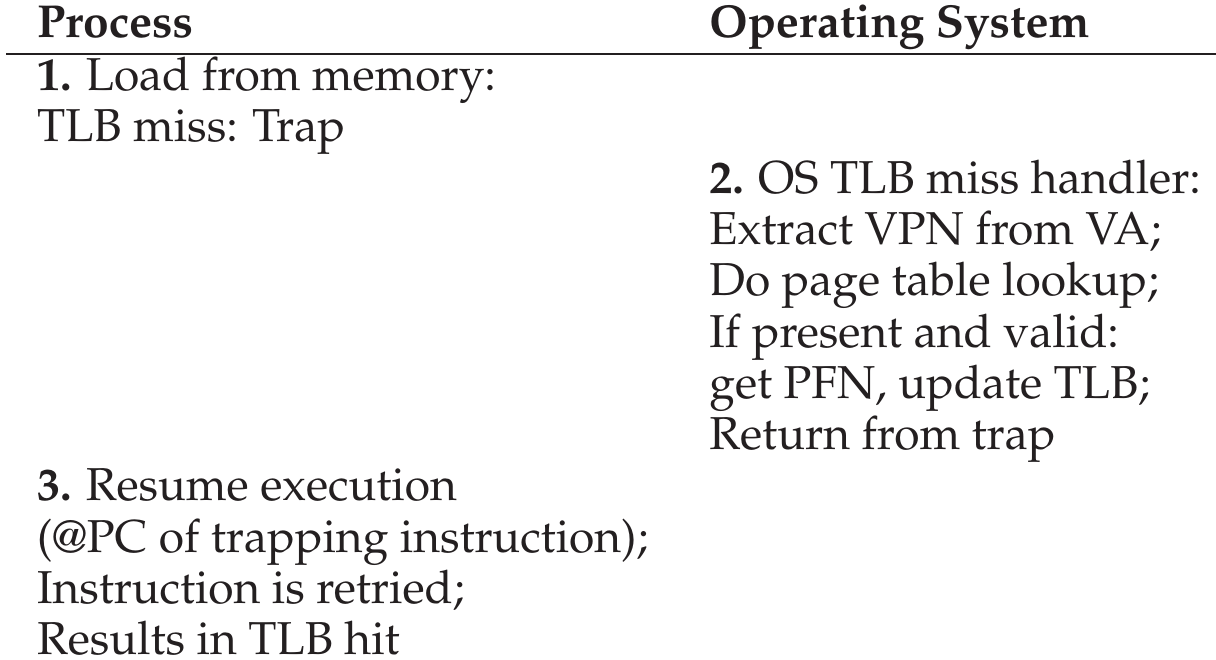 Process Operating System
1. Load from memory:
TLB miss: Trap
2. OS TLB miss handler:
Extract VPN from VA;
Do page table lookup;
If present and valid:
get PFN, update TLB;
Return from trap
3. Resume execution
(@PC of trapping instruction);
Instruction is retried;
Results in TLB hit